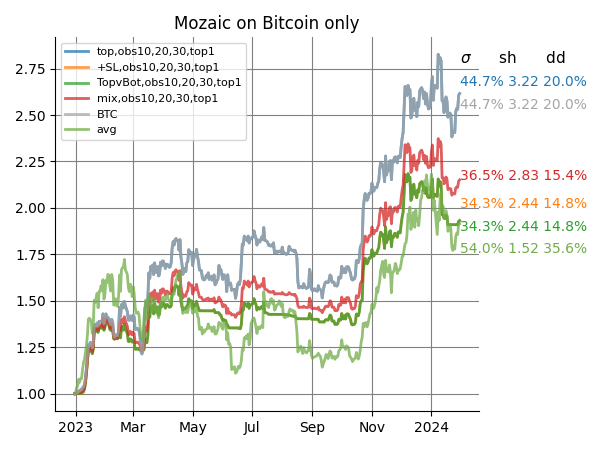 Mozaic on Bitcoin only
top,obs10,20,30,top1
+SL,obs10,20,30,top1
TopvBot,obs10,20,30,top1
mix,obs10,20,30,top1
BTC
avg
σ sh dd
44.7% 3.22 20.0%
44.7% 3.22 20.0%
36.5% 2.83 15.4%
34.3% 2.44 14.8%
34.3% 2.44 14.8%
54.0% 1.52 35.6%
2.75
2.50
2.25
2.00
1.75
1.50
1.25
1.00
2023 Mar May Jul Sep Nov 2024